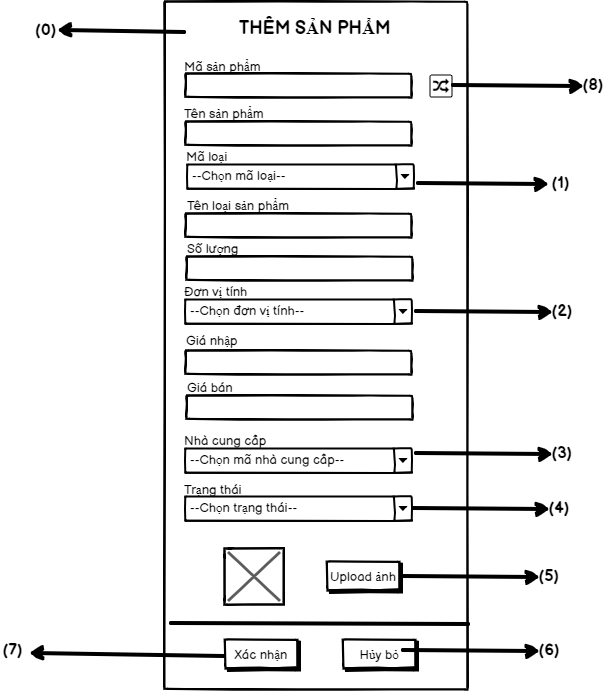 (0)
THÊM SẢN PHẨM
Mã sản phẩm
(8)
Tên sản phẩm
Mã loại
--Chọn mã loại--
(1)
Tên loại sản phẩm
Số lượng
Đơn vị tính
--Chọn đơn vị tính--
(2)
Giá nhập
Giá bán
Nhà cung cấp
--Chọn mã nhà cung cấp--
(3)
Trạng thái
--Chọn trạng thái--
(4)
Upload ảnh
(5)
(7)
Xác nhận
Hủy bỏ
(6)